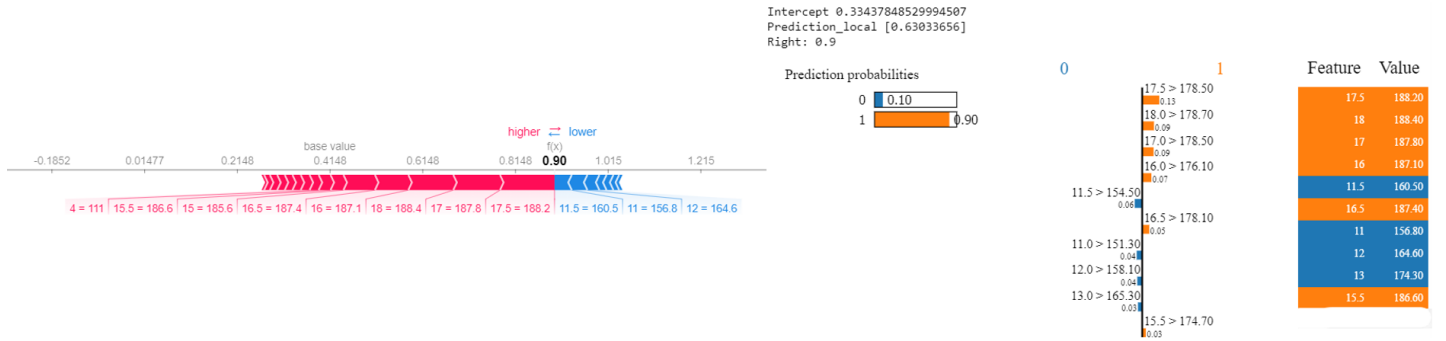 higher ⇄ lower
base value f(x)
-0.1852 0.01477 0.2148 0.4148 0.6148 0.8148 0.90 1.015 1.215
4 = 111 15.5 = 186.6 15 = 185.6 16.5 = 187.4 16 = 187.1 18 = 188.4 17 = 187.8 17.5 = 188.2 11.5 = 160.5 11 = 156.8 12 = 164.6
Intercept 0.33437848529994507
Prediction_local [0.63033656]
Right: 0.9
Prediction probabilities
0 0.10
1 0.90
0 1
17.5 > 178.50
0.13
18.0 > 178.70
0.09
17.0 > 178.50
0.09
16.0 > 176.10
0.07
11.5 > 154.50
0.06
16.5 > 178.10
0.05
11.0 > 151.30
0.04
12.0 > 158.10
0.04
13.0 > 165.30
0.03
15.5 > 174.70
0.03
Feature Value
17.5 188.20
18 188.40
17 187.80
16 187.10
11.5 160.50
16.5 187.40
11 156.80
12 164.60
13 174.30
15.5 186.60